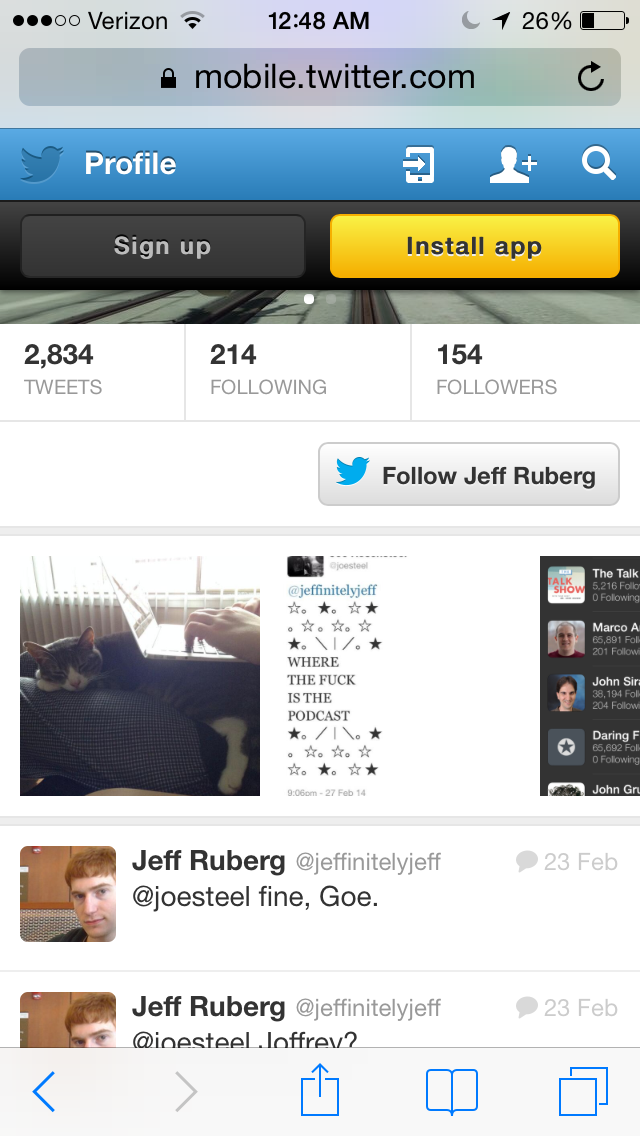 Verizon 12:48 AM 26%
mobile.twitter.com
Profile
Sign up Install app
2,834 214 154
TWEETS FOLLOWING FOLLOWERS
Follow Jeff Ruberg
@joesteel
@jeffinitelyjeff
☆。★。☆★
。☆。☆。☆
★。\|/。★
WHERE
THE FUCK
IS THE
PODCAST
★。/|\。★
。☆。☆。☆
☆。★。☆★
9:06pm - 27 Feb 14
TALK
SHOW
The Talk
5,216 Follo
0 Following
Marco A
65,891 Foll
201 Followi
John Sira
38,194 Foll
204 Followi
Daring F
65,692 Foll
0 Following
John Gru
Jeff Ruberg @jeffinitelyjeff 23 Feb
@joesteel fine, Goe.
Jeff Ruberg @jeffinitelyjeff 23 Feb
@joesteel Joffrey?